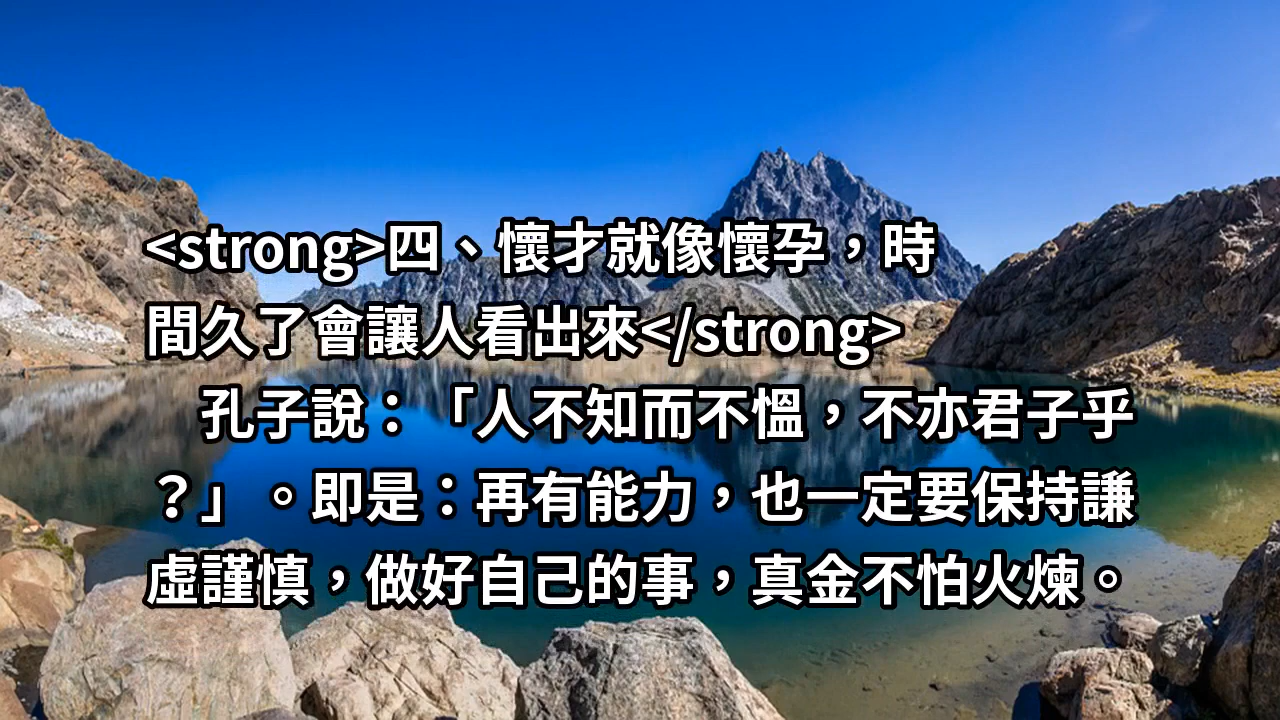 <strong>四、懷才就像懷孕，時
間久了會讓人看出來</strong>
　孔子說：「人不知而不慍，不亦君子乎
？」。即是：再有能力，也一定要保持謙
虛謹慎，做好自己的事，真金不怕火煉。